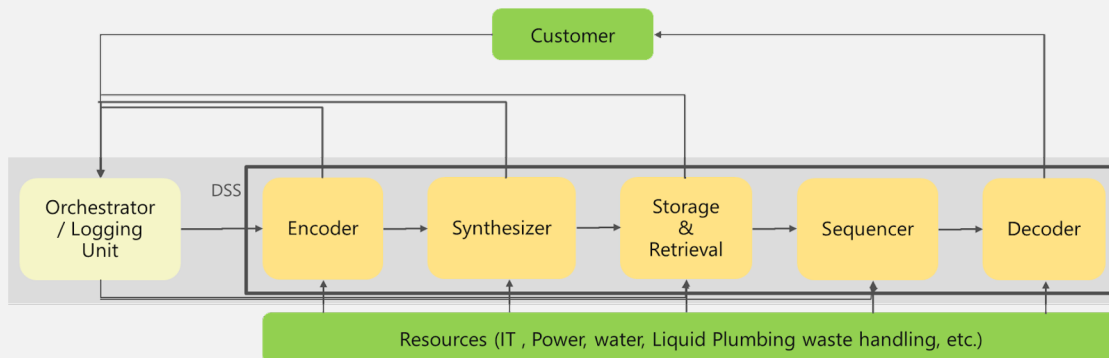 Customer
DSS
Orchestrator
/ Logging
Unit
Encoder
Synthesizer
Storage
&
Retrieval
Sequencer
Decoder
Resources (IT , Power, water, Liquid Plumbing waste handling, etc.)